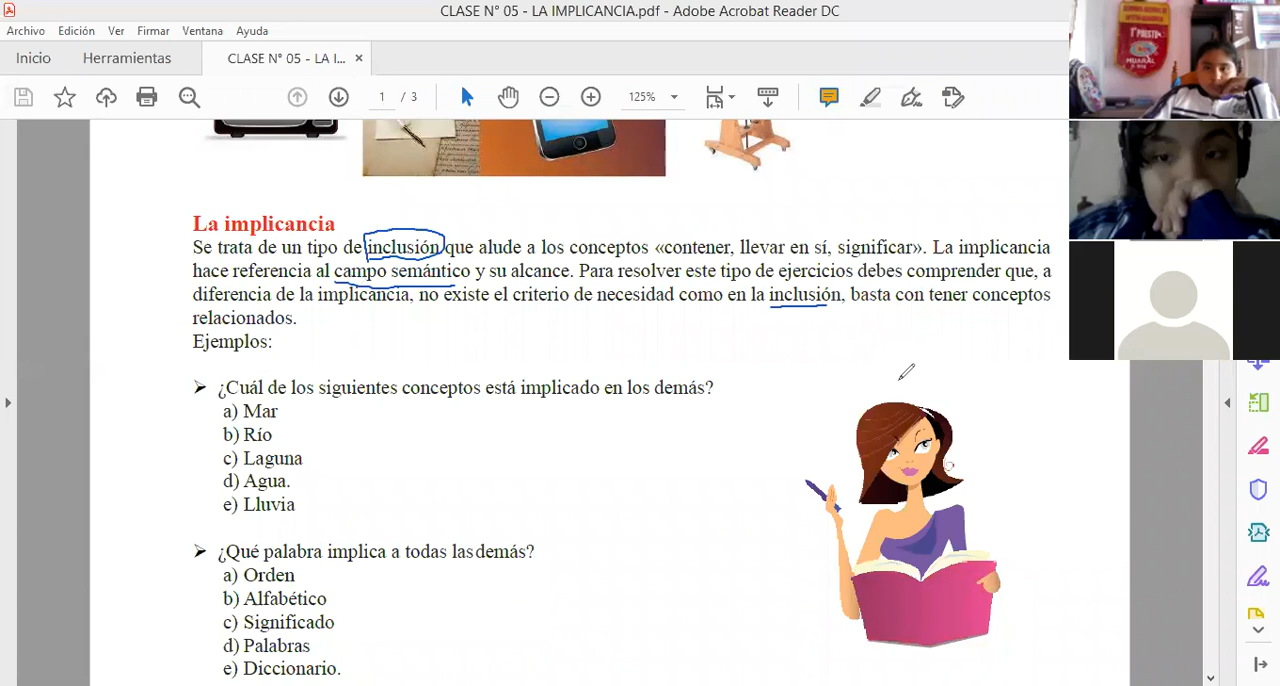 CLASE N° 05 - LA IMPLICANCIA.pdf - Adobe Acrobat Reader DC
Archivo Edición Ver Firmar Ventana Ayuda
Inicio Herramientas CLASE N° 05 - LA I... ×
1 / 3 125%
1° PUESTO
HUARAL
La implicancia
Se trata de un tipo de inclusión que alude a los conceptos «contener, llevar en sí, significar». La implicancia
hace referencia al campo semántico y su alcance. Para resolver este tipo de ejercicios debes comprender que, a
diferencia de la implicancia, no existe el criterio de necesidad como en la inclusión, basta con tener conceptos
relacionados.
Ejemplos:
➢ ¿Cuál de los siguientes conceptos está implicado en los demás?
a) Mar
b) Río
c) Laguna
d) Agua.
e) Lluvia
➢ ¿Qué palabra implica a todas las demás?
a) Orden
b) Alfabético
c) Significado
d) Palabras
e) Diccionario.